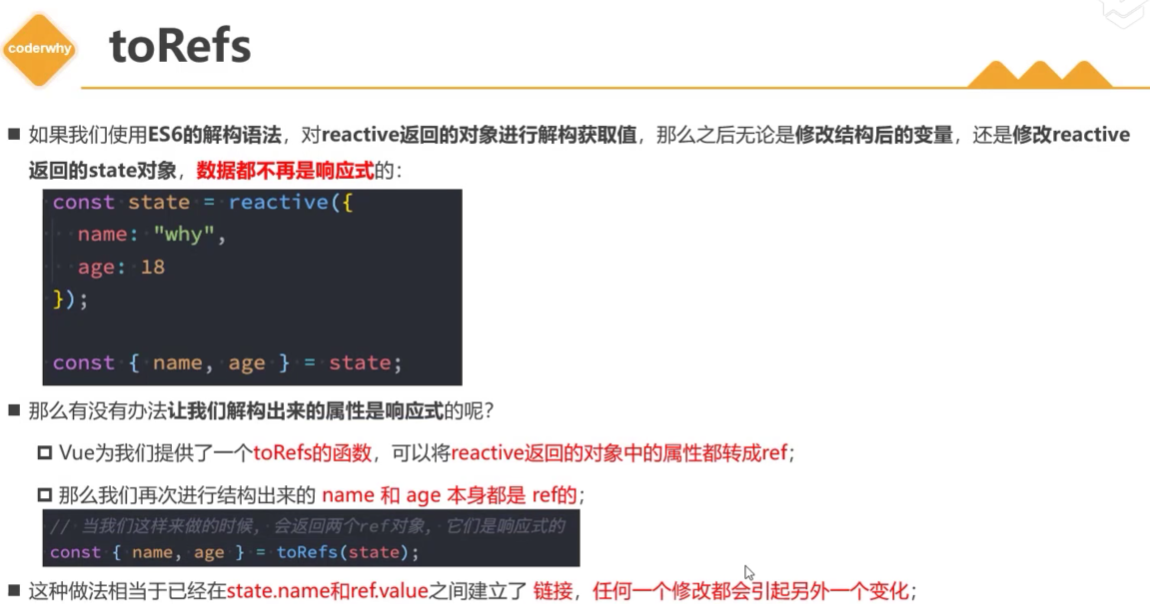 coderwhy
toRefs
■ 如果我们使用ES6的解构语法，对reactive返回的对象进行解构获取值，那么之后无论是修改结构后的变量，还是修改reactive
返回的state对象，数据都不再是响应式的：
const state = reactive({
name: "why",
age: 18
});
const { name, age } = state;
■ 那么有没有办法让我们解构出来的属性是响应式的呢？
Vue为我们提供了一个toRefs的函数，可以将reactive返回的对象中的属性都转成ref；
那么我们再次进行结构出来的 name 和 age 本身都是 ref的；
// 当我们这样来做的时候, 会返回两个ref对象, 它们是响应式的
const { name, age } = toRefs(state);
■ 这种做法相当于已经在state.name和ref.value之间建立了 链接，任何一个修改都会引起另外一个变化；